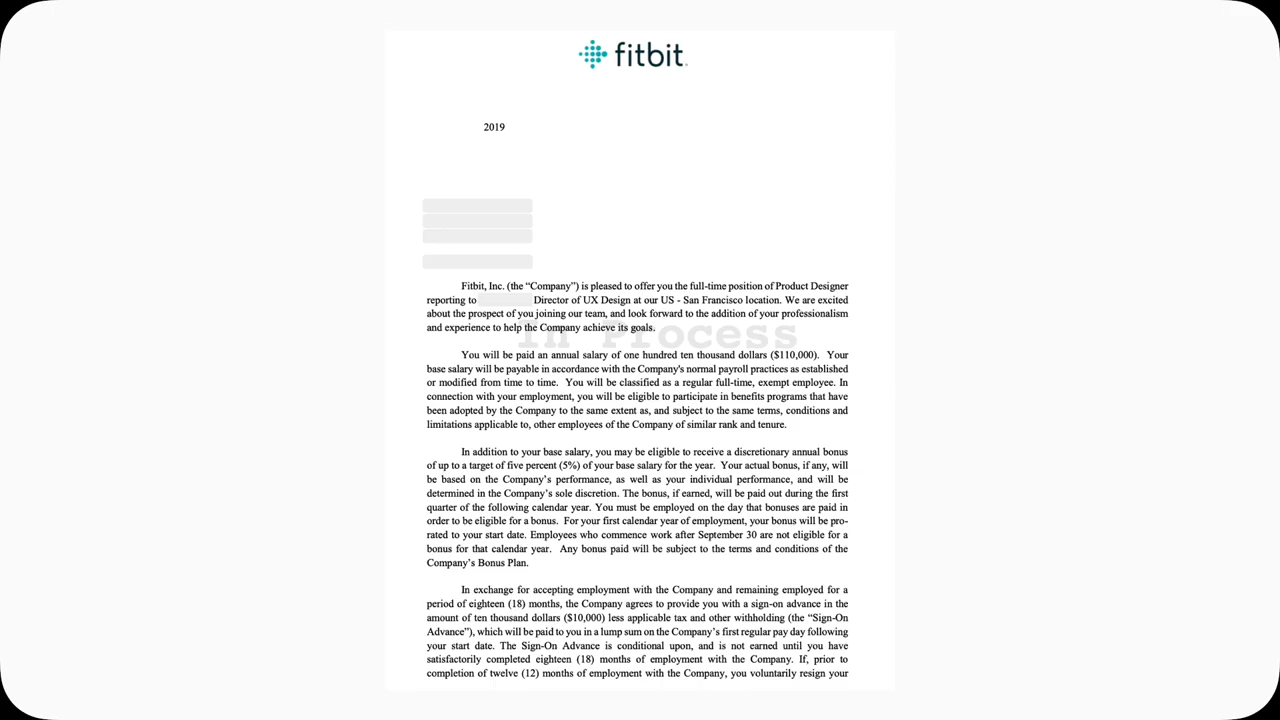 fitbit
2019
Fitbit, Inc. (the “Company”) is pleased to offer you the full-time position of Product Designer
reporting to Director of UX Design at our US - San Francisco location. We are excited
about the prospect of you joining our team, and look forward to the addition of your professionalism
and experience to help the Company achieve its goals.
In Process
You will be paid an annual salary of one hundred ten thousand dollars ($110,000). Your
base salary will be payable in accordance with the Company's normal payroll practices as established
or modified from time to time. You will be classified as a regular full-time, exempt employee. In
connection with your employment, you will be eligible to participate in benefits programs that have
been adopted by the Company to the same extent as, and subject to the same terms, conditions and
limitations applicable to, other employees of the Company of similar rank and tenure.
In addition to your base salary, you may be eligible to receive a discretionary annual bonus
of up to a target of five percent (5%) of your base salary for the year. Your actual bonus, if any, will
be based on the Company’s performance, as well as your individual performance, and will be
determined in the Company’s sole discretion. The bonus, if earned, will be paid out during the first
quarter of the following calendar year. You must be employed on the day that bonuses are paid in
order to be eligible for a bonus. For your first calendar year of employment, your bonus will be pro-
rated to your start date. Employees who commence work after September 30 are not eligible for a
bonus for that calendar year. Any bonus paid will be subject to the terms and conditions of the
Company’s Bonus Plan.
In exchange for accepting employment with the Company and remaining employed for a
period of eighteen (18) months, the Company agrees to provide you with a sign-on advance in the
amount of ten thousand dollars ($10,000) less applicable tax and other withholding (the “Sign-On
Advance”), which will be paid to you in a lump sum on the Company’s first regular pay day following
your start date. The Sign-On Advance is conditional upon, and is not earned until you have
satisfactorily completed eighteen (18) months of employment with the Company. If, prior to
completion of twelve (12) months of employment with the Company, you voluntarily resign your